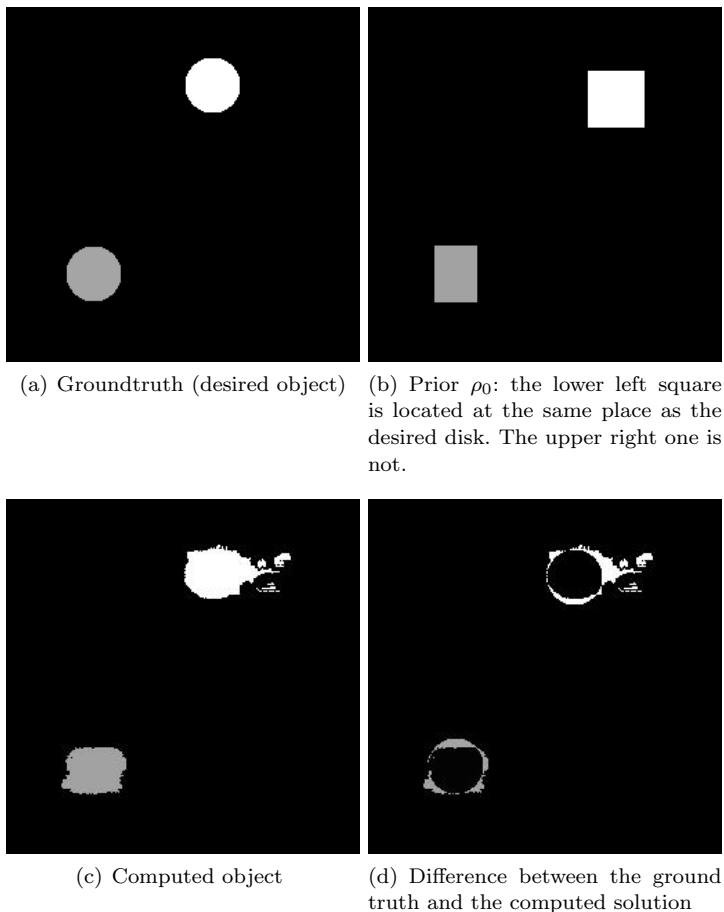 (a) Groundtruth (desired object)
(b) Prior ρ₀: the lower left square
is located at the same place as the
desired disk. The upper right one is
not.
(c) Computed object
(d) Difference between the ground
truth and the computed solution